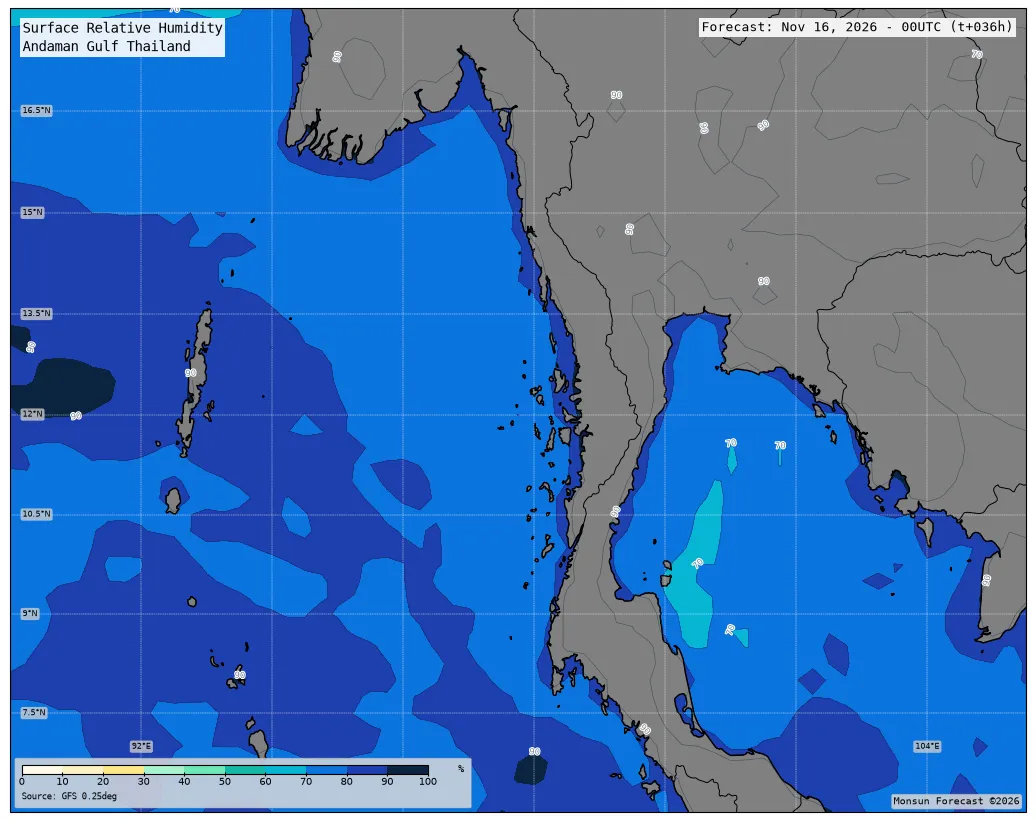 70
Surface Relative Humidity
Andaman Gulf Thailand
Forecast: Nov 16, 2026 - 00UTC (t+036h)
90
70
90
90
90
16.5°N
15°N
90
90
13.5°N
90
90
12°N
90
70
70
10.5°N
90
70
90
9°N
70
90
7.5°N
90
92°E
90
104°E
%
0 10 20 30 40 50 60 70 80 90 100
Source: GFS 0.25deg
Monsun Forecast ©2026